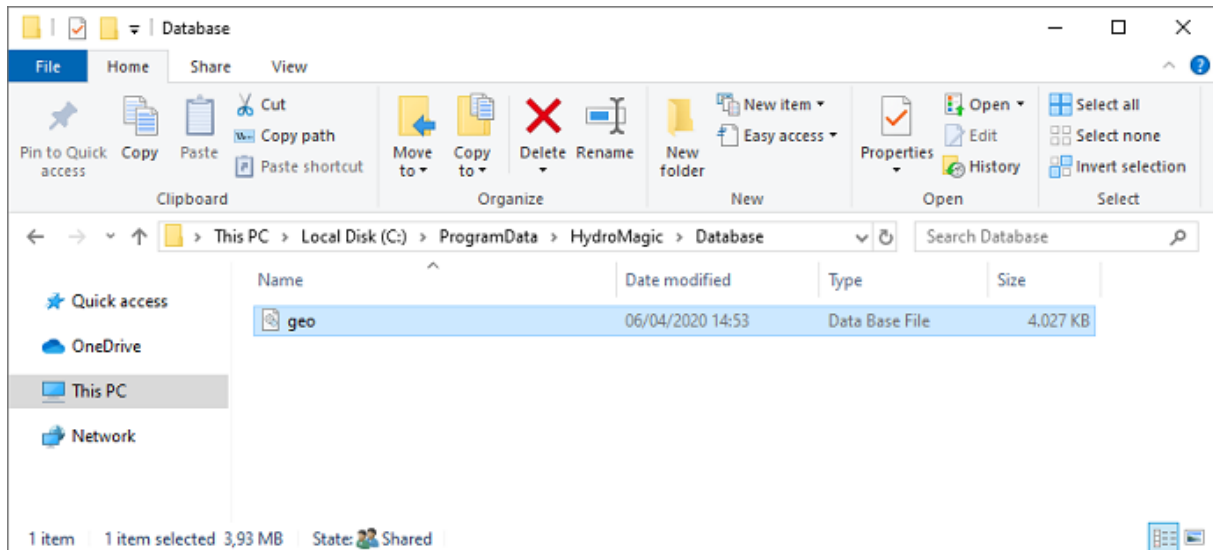 Database
File Home Share View
Pin to Quick access
Copy
Paste
Cut
Copy path
Paste shortcut
Clipboard
Move to
Copy to
Delete
Rename
Organize
New folder
New item
Easy access
New
Properties
Open
Edit
History
Open
Select all
Select none
Invert selection
Select
This PC > Local Disk (C:) > ProgramData > HydroMagic > Database
Search Database
Quick access
OneDrive
This PC
Network
Name Date modified Type Size
geo 06/04/2020 14:53 Data Base File 4.027 KB
1 item 1 item selected 3,93 MB State: Shared